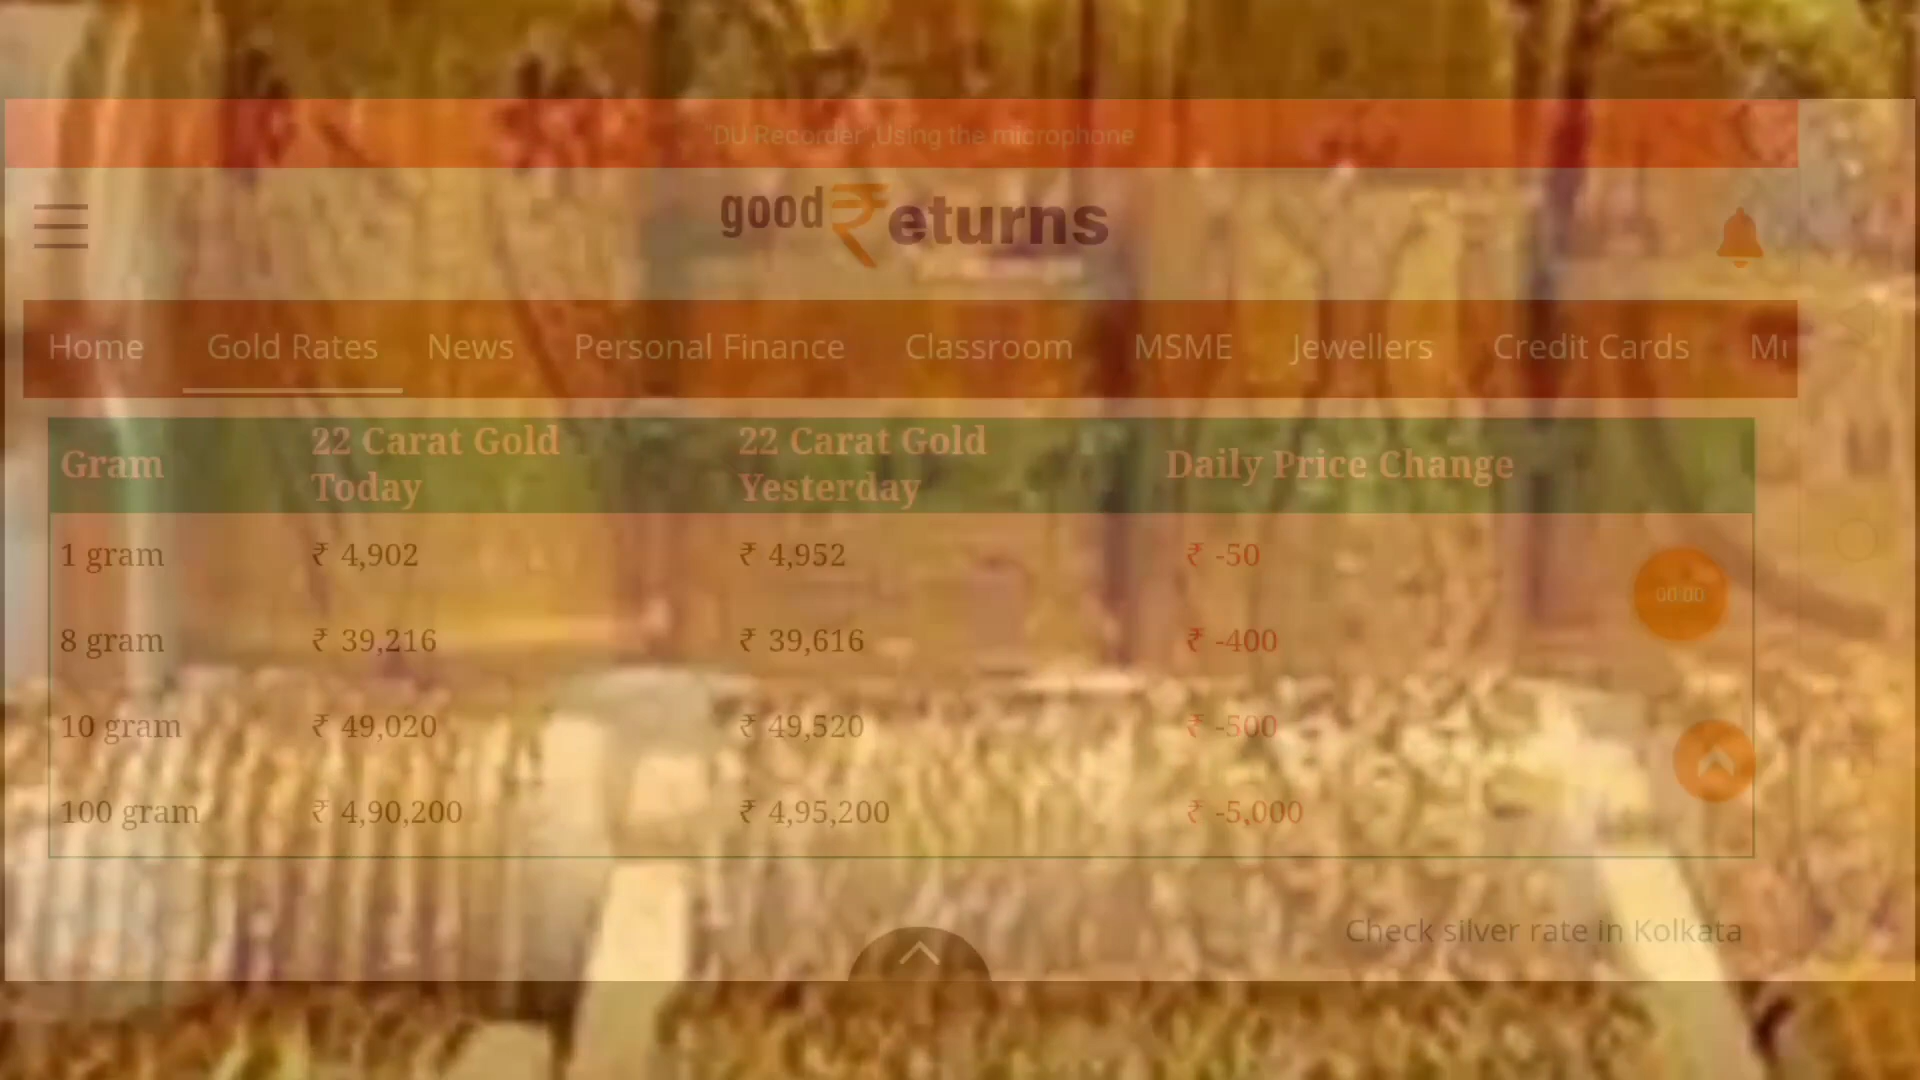 "DU Recorder",Using the microphone
good₹eturns
Home Gold Rates News Personal Finance Classroom MSME Jewellers Credit Cards Mu
Gram 22 Carat Gold Today 22 Carat Gold Yesterday Daily Price Change
1 gram ₹ 4,902 ₹ 4,952 ₹ -50
8 gram ₹ 39,216 ₹ 39,616 ₹ -400
00:00
10 gram ₹ 49,020 ₹ 49,520 ₹ -500
100 gram ₹ 4,90,200 ₹ 4,95,200 ₹ -5,000
Check silver rate in Kolkata